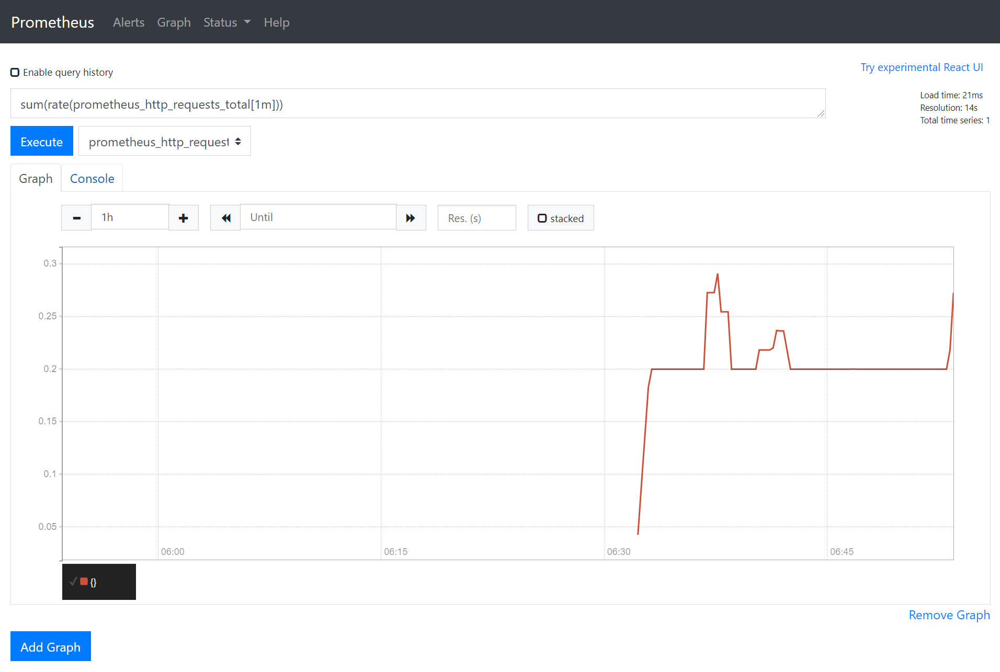 Prometheus Alerts Graph Status Help
Enable query history
Try experimental React UI
sum(rate(prometheus_http_requests_total[1m]))
Load time: 21ms
Resolution: 14s
Total time series: 1
Execute
prometheus_http_request
Graph Console
1h Until Res. (s) stacked
0.3
0.25
0.2
0.15
0.1
0.05
06:00 06:15 06:30 06:45
{}
Remove Graph
Add Graph